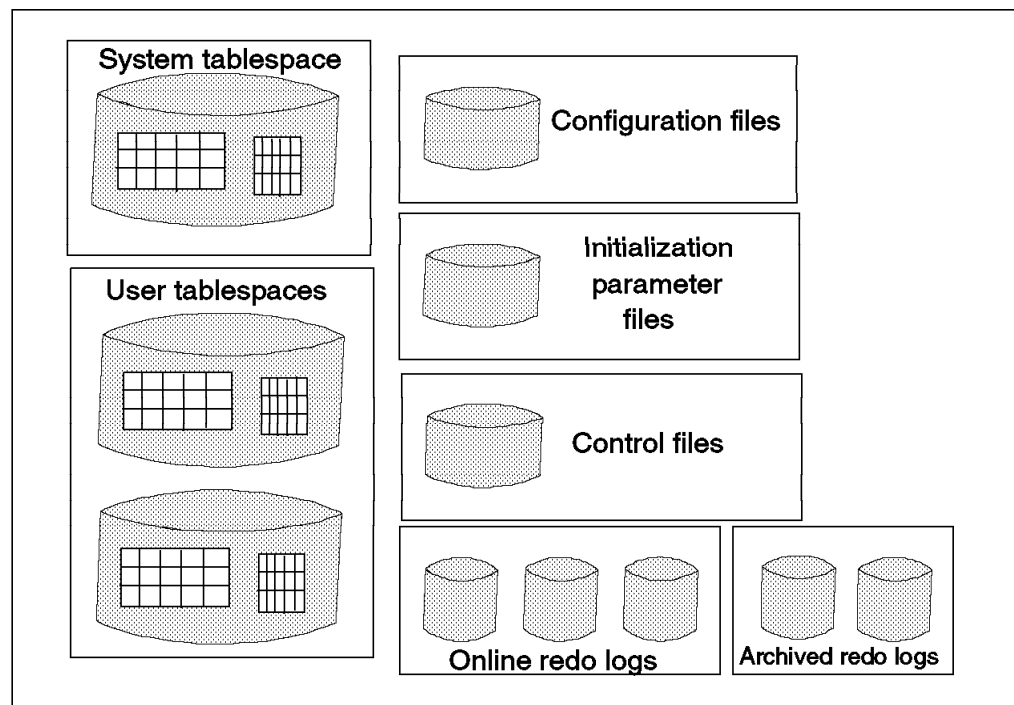 System tablespace
Configuration files
Initialization
parameter
files
User tablespaces
Control files
Online redo logs
Archived redo logs